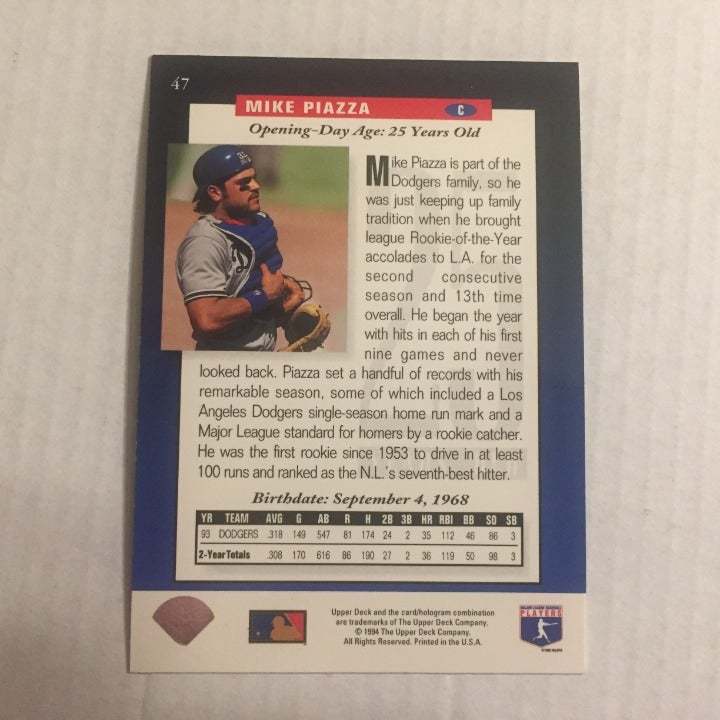 47
MIKE PIAZZA C
Opening-Day Age: 25 Years Old
Mike Piazza is part of the
Dodgers family, so he
was just keeping up family
tradition when he brought
league Rookie-of-the-Year
accolades to L.A. for the
second consecutive
season and 13th time
overall. He began the year
with hits in each of his first
nine games and never
looked back. Piazza set a handful of records with his
remarkable season, some of which included a Los
Angeles Dodgers single-season home run mark and a
Major League standard for homers by a rookie catcher.
He was the first rookie since 1953 to drive in at least
100 runs and ranked as the N.L.'s seventh-best hitter.
Birthdate: September 4, 1968
YR TEAM AVG G AB R H 2B 3B HR RBI BB SO SB
93 DODGERS .318 149 547 81 174 24 2 35 112 46 86 3
2-Year Totals .308 170 616 86 190 27 2 36 119 50 98 3
Upper Deck and the card/hologram combination
are trademarks of The Upper Deck Company.
© 1994 The Upper Deck Company.
All Rights Reserved. Printed in the U.S.A.
PLAYERS